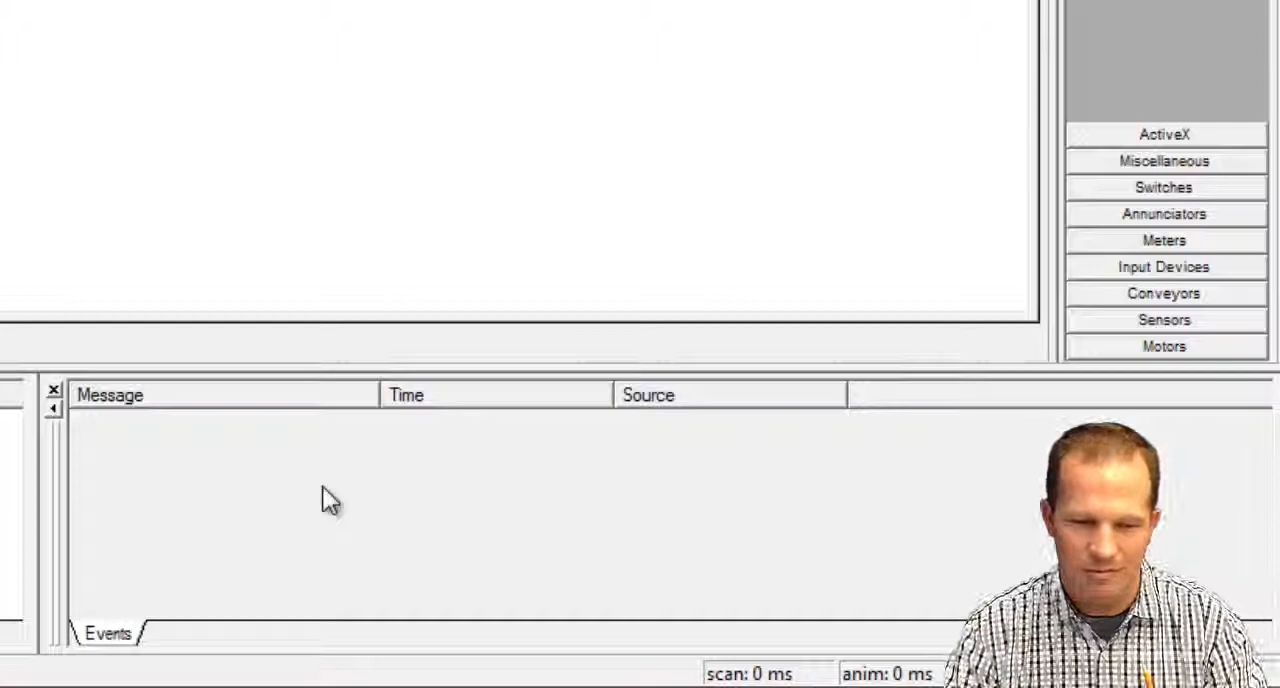 ActiveX
Miscellaneous
Switches
Annunciators
Meters
Input Devices
Conveyors
Sensors
Motors
Message Time Source
Events
scan: 0 ms anim: 0 ms